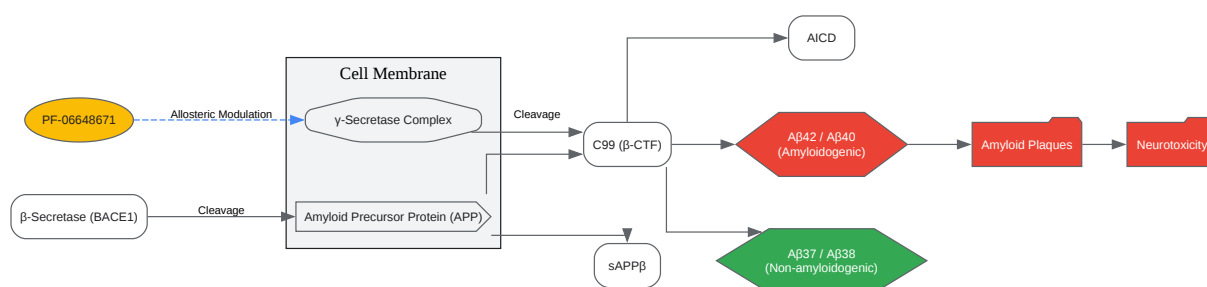 AICD
Cell Membrane
PF-06648671
Allosteric Modulation
γ-Secretase Complex
Cleavage
C99 (β-CTF)
Aβ42 / Aβ40
(Amyloidogenic)
Amyloid Plaques
Neurotoxicity
β-Secretase (BACE1)
Cleavage
Amyloid Precursor Protein (APP)
sAPPβ
Aβ37 / Aβ38
(Non-amyloidogenic)